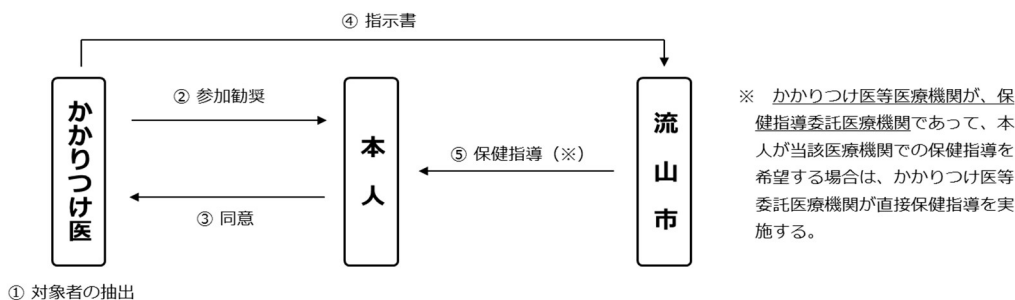 ④ 指示書
かかりつけ医
② 参加勧奨
③ 同意
本人
⑤ 保健指導（※）
流山市
※　かかりつけ医等医療機関が、保
健指導委託医療機関であって、本
人が当該医療機関での保健指導を
希望する場合は、かかりつけ医等
委託医療機関が直接保健指導を実
施する。
① 対象者の抽出